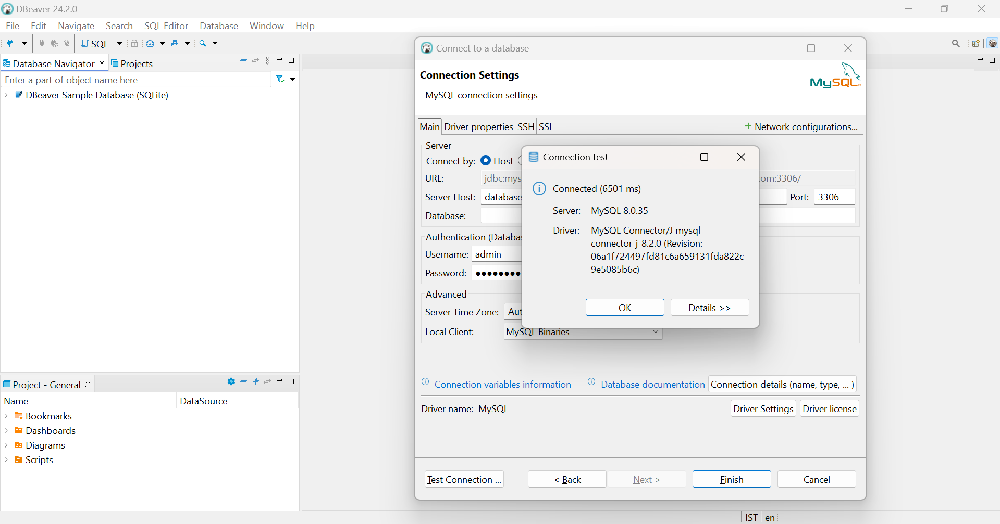 DBeaver 24.2.0
File Edit Navigate Search SQL Editor Database Window Help
SQL
Database Navigator
Projects
Enter a part of object name here
DBeaver Sample Database (SQLite)
Project - General
Name DataSource
Bookmarks
Dashboards
Diagrams
Scripts
Connect to a database
Connection Settings
MySQL connection settings
MySQL
Main Driver properties SSH SSL
+ Network configurations...
Server
Connect by: Host
URL: jdbc:mys om:3306/
Server Host: database Port: 3306
Database:
Authentication (Databa
Username: admin
Password: ●●●●●●●●
Advanced
Server Time Zone: Aut
Local Client: MySQL Binaries
Connection test
Connected (6501 ms)
Server: MySQL 8.0.35
Driver: MySQL Connector/J mysql-
connector-j-8.2.0 (Revision:
06a1f724497fd81c6a659131fda822c
9e5085b6c)
OK Details >>
Connection variables information
Database documentation
Connection details (name, type, ... )
Driver name: MySQL
Driver Settings Driver license
Test Connection ... < Back Next > Finish Cancel
IST en